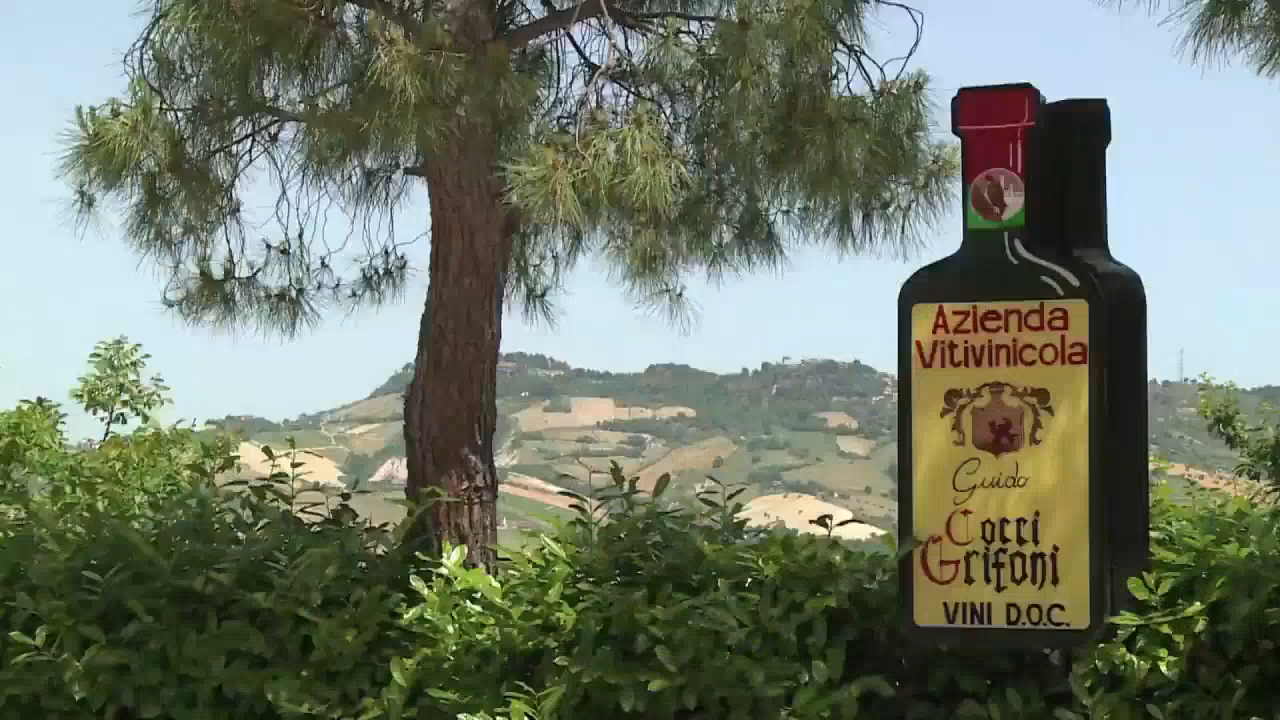 Azienda
Vitivinicola
Guido
Cocci
Grifoni
VINI D.O.C.